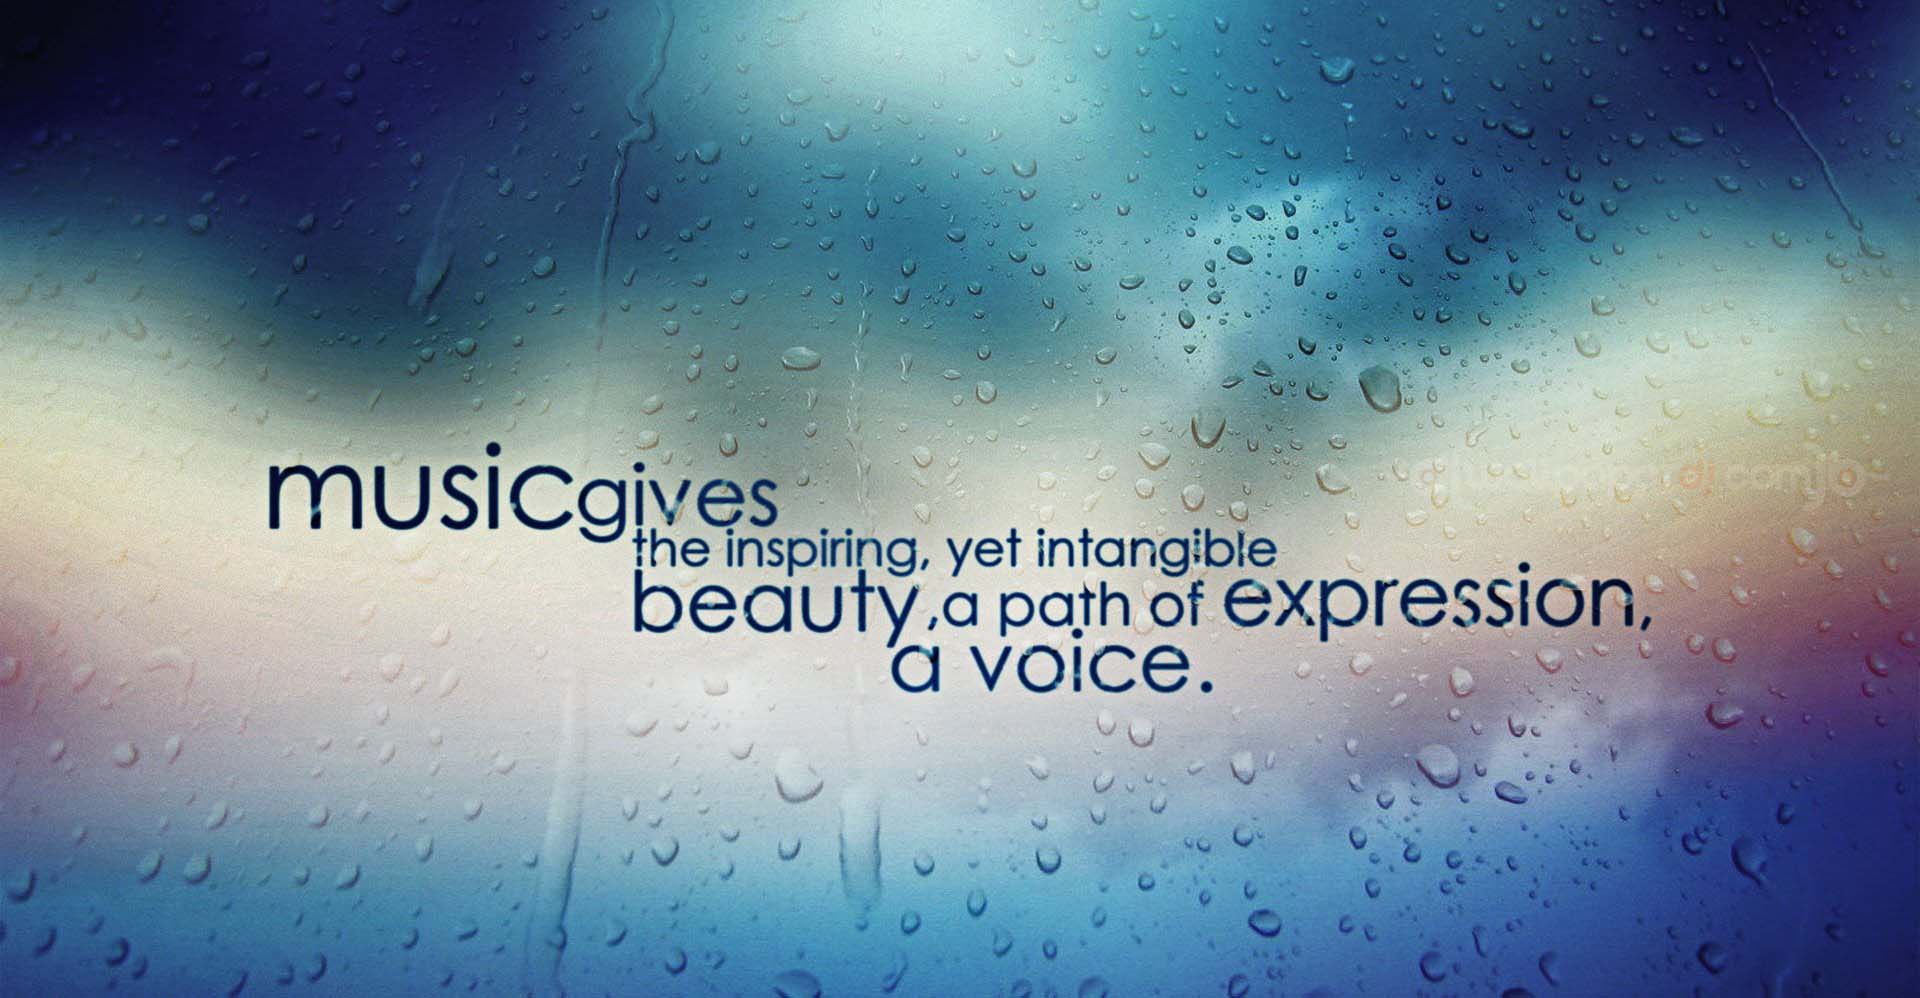 musicgives
the inspiring, yet intangible
beauty,a path of expression,
a voice.